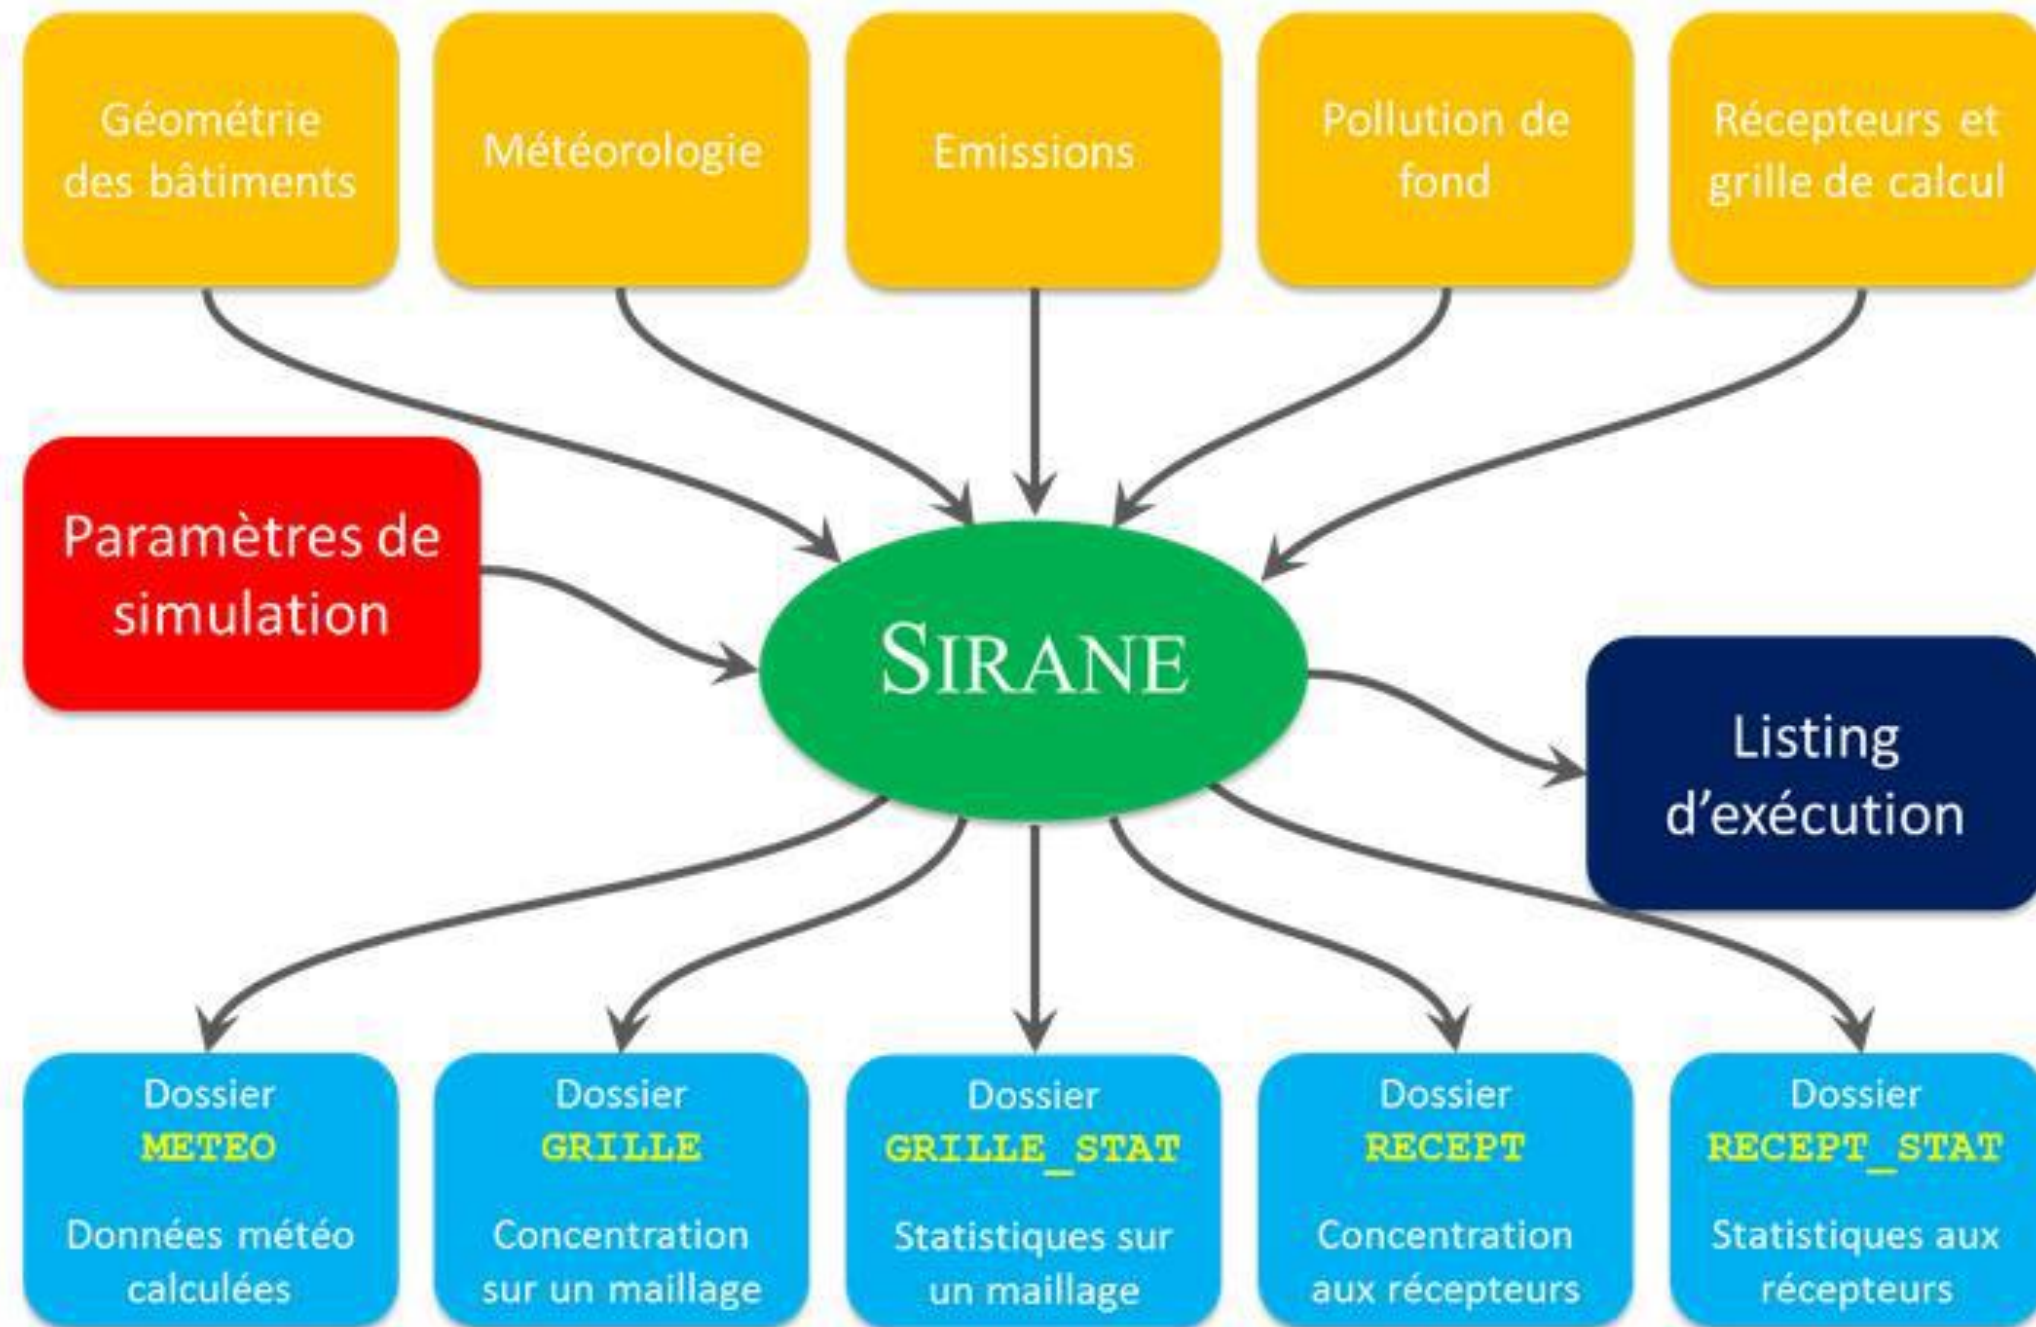 Géométrie
des bâtiments
Météorologie
Emissions
Pollution de
fond
Récepteurs et
grille de calcul
Paramètres de
simulation
SIRANE
Listing
d'exécution
Dossier
METEO
Données météo
calculées
Dossier
GRILLE
Concentration
sur un maillage
Dossier
GRILLE_STAT
Statistiques sur
un maillage
Dossier
RECEPT
Concentration
aux récepteurs
Dossier
RECEPT_STAT
Statistiques aux
récepteurs